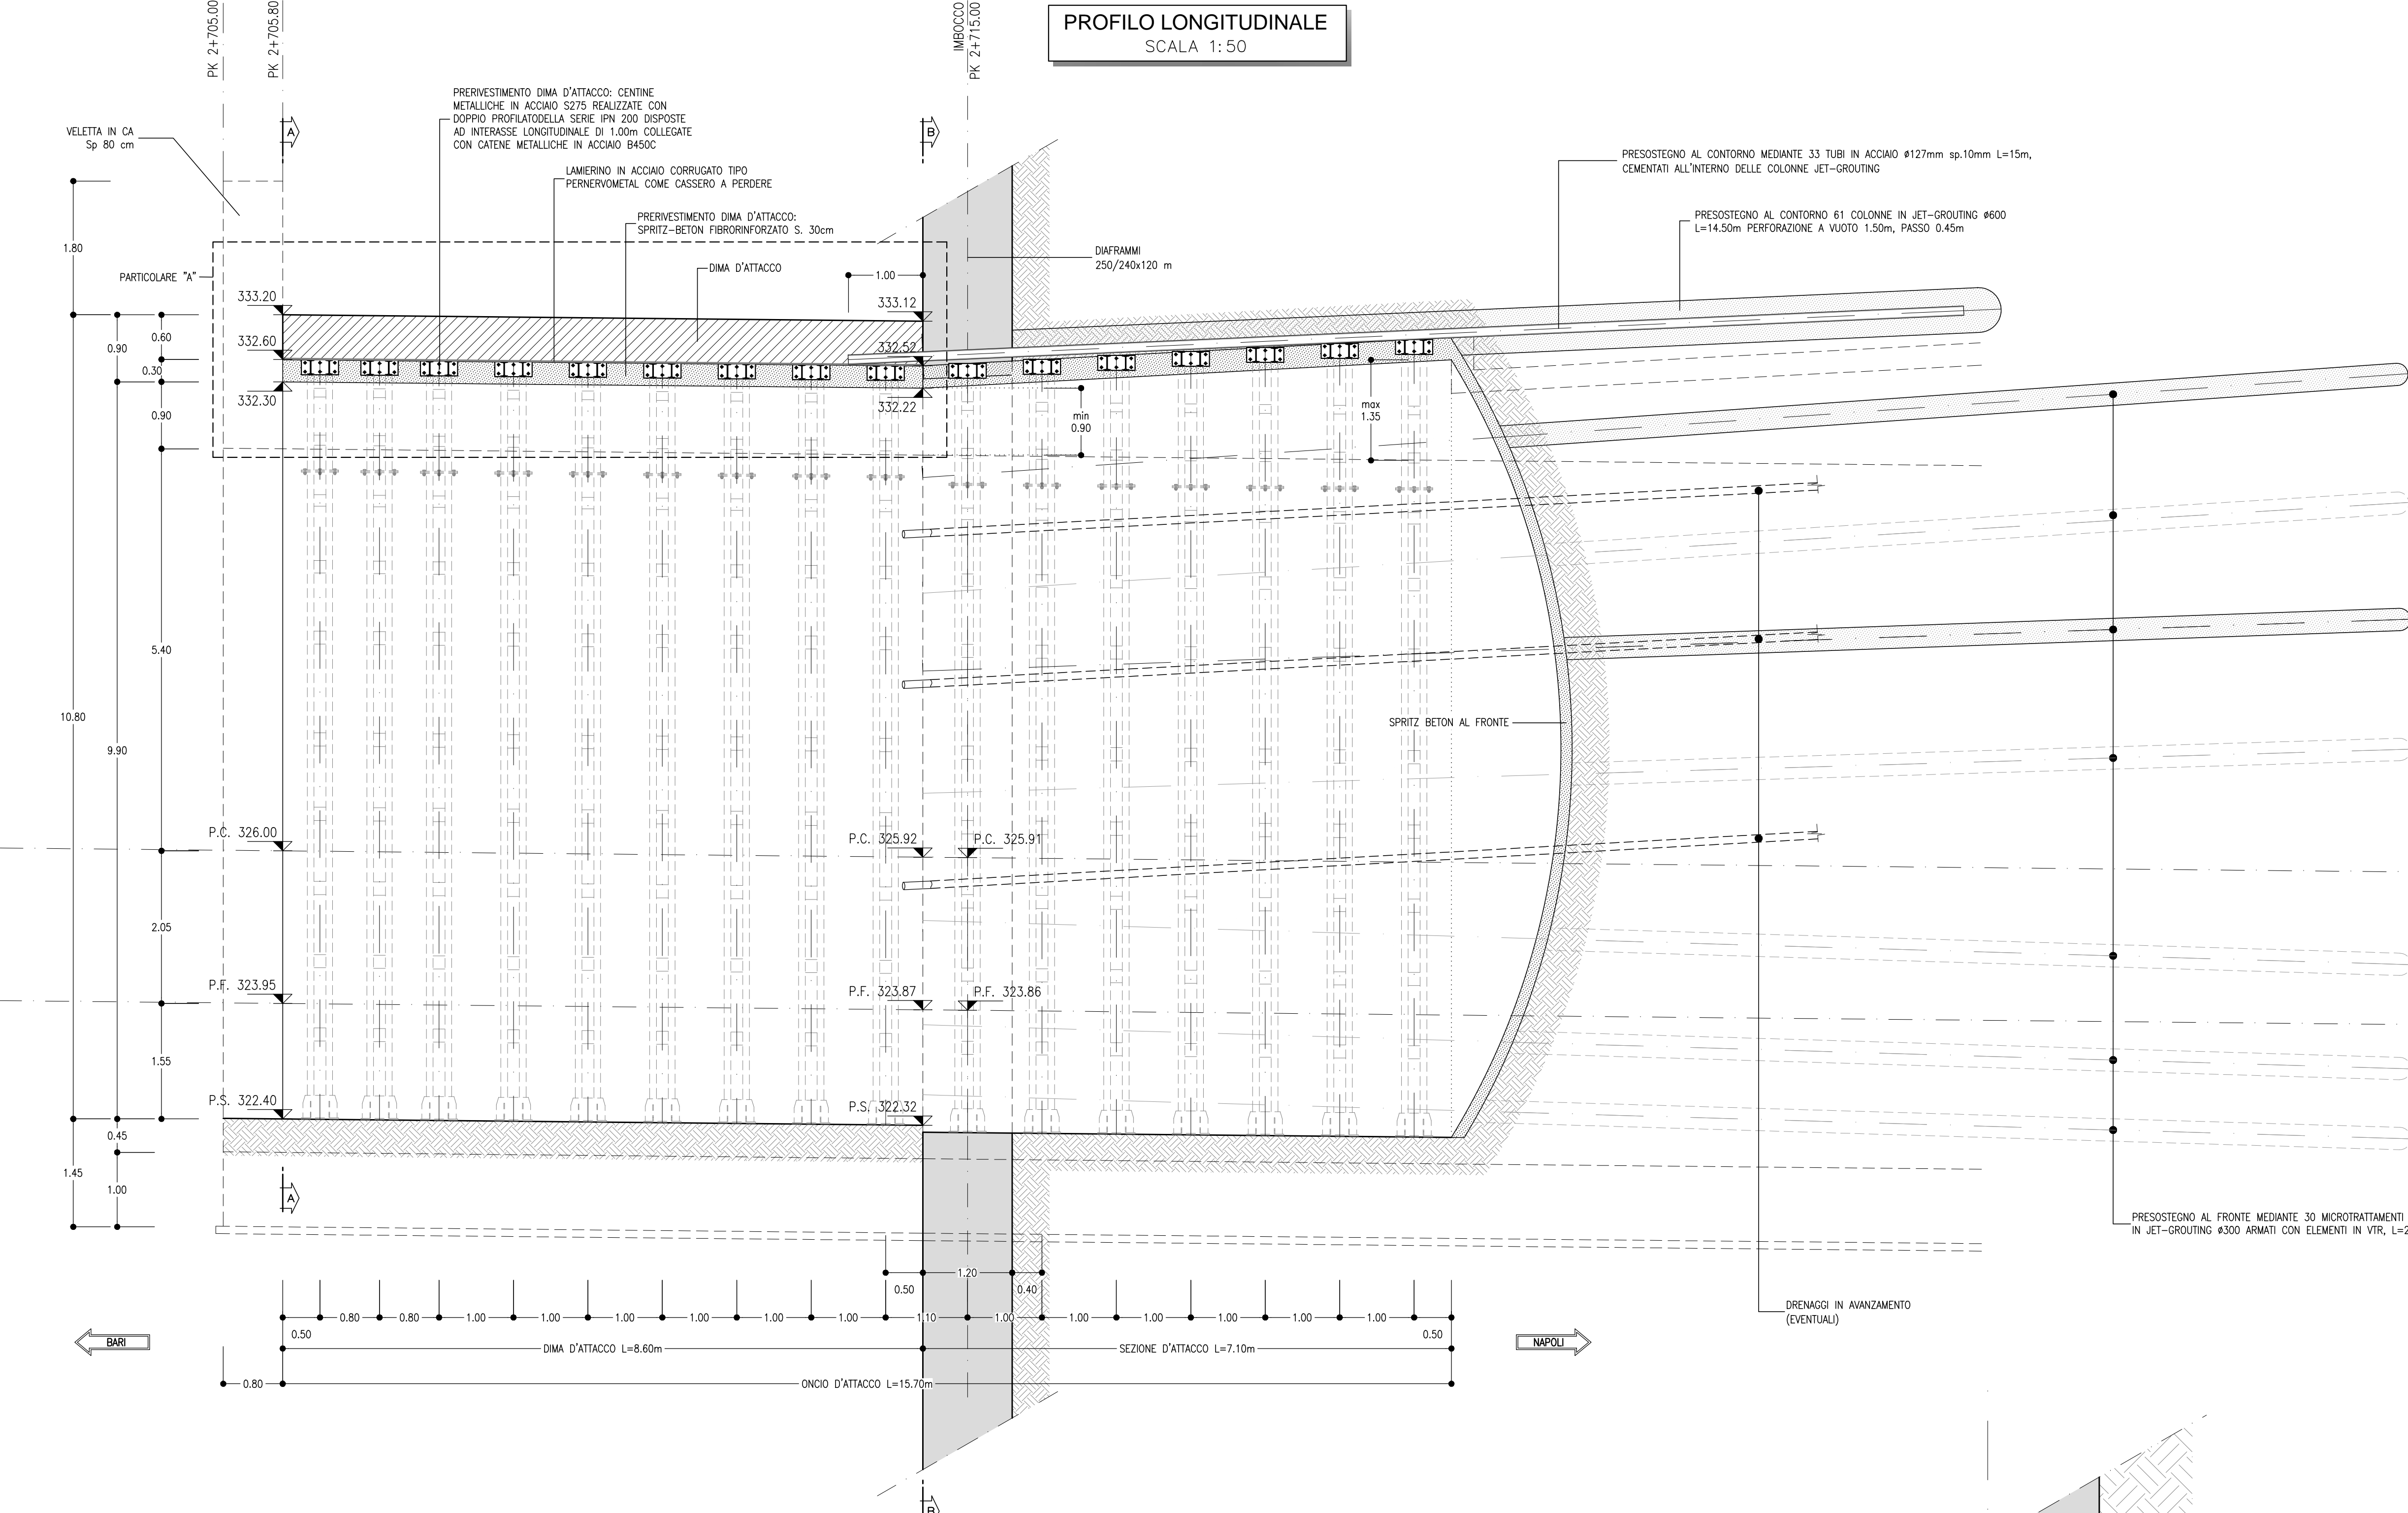 PROFILO LONGITUDINALE
SCALA 1:50
PK 2+705.00
PK 2+705.80
IMBOCCO
PK 2+715.00
VELETTA IN CA
Sp 80 cm
PRERIVESTIMENTO DIMA D'ATTACCO: CENTINE
METALLICHE IN ACCIAIO S275 REALIZZATE CON
DOPPIO PROFILATODELLA SERIE IPN 200 DISPOSTE
AD INTERASSE LONGITUDINALE DI 1.00m COLLEGATE
CON CATENE METALLICHE IN ACCIAIO B450C
A
B
LAMIERINO IN ACCIAIO CORRUGATO TIPO
PERNERVOMETAL COME CASSERO A PERDERE
PRERIVESTIMENTO DIMA D'ATTACCO:
SPRITZ-BETON FIBRORINFORZATO S. 30cm
DIMA D'ATTACCO
PARTICOLARE "A"
DIAFRAMMI
250/240x120 m
PRESOSTEGNO AL CONTORNO MEDIANTE 33 TUBI IN ACCIAIO ø127mm sp.10mm L=15m,
CEMENTATI ALL'INTERNO DELLE COLONNE JET-GROUTING
PRESOSTEGNO AL CONTORNO 61 COLONNE IN JET-GROUTING ø600
L=14.50m PERFORAZIONE A VUOTO 1.50m, PASSO 0.45m
1.80
1.00
333.20
333.12
0.60
0.90
332.60
332.52
0.30
332.30
332.22
0.90
min
0.90
max
1.35
5.40
10.80
9.90
SPRITZ BETON AL FRONTE
P.C. 326.00
P.C. 325.92
P.C. 325.91
2.05
P.F. 323.95
P.F. 323.87
P.F. 323.86
1.55
P.S. 322.40
P.S. 322.32
0.45
1.45
1.00
A
PRESOSTEGNO AL FRONTE MEDIANTE 30 MICROTRATTAMENTI
IN JET-GROUTING ø300 ARMATI CON ELEMENTI IN VTR, L=2
DRENAGGI IN AVANZAMENTO
(EVENTUALI)
0.50
1.20
0.40
0.50
0.80
0.80
1.00
1.00
1.00
1.00
1.00
1.00
1.10
1.00
1.00
1.00
1.00
1.00
1.00
0.50
BARI
DIMA D'ATTACCO L=8.60m
SEZIONE D'ATTACCO L=7.10m
NAPOLI
0.80
ONCIO D'ATTACCO L=15.70m
B